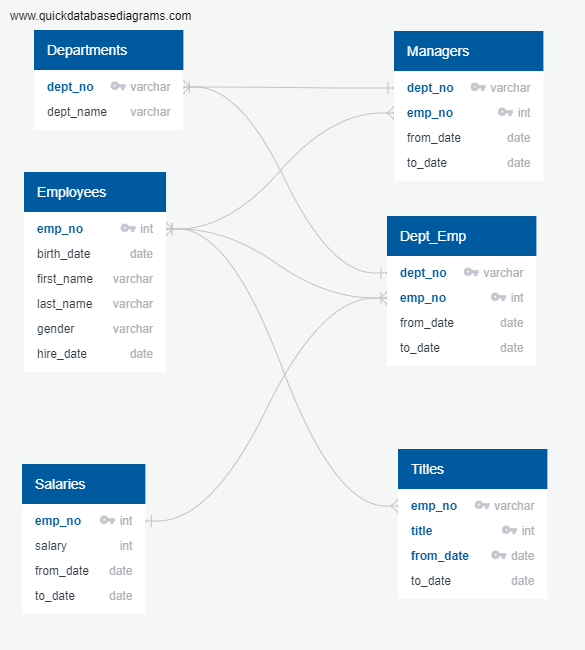 www.quickdatabasediagrams.com
Departments
dept_no varchar
dept_name varchar
Managers
dept_no varchar
emp_no int
from_date date
to_date date
Employees
emp_no int
birth_date date
first_name varchar
last_name varchar
gender varchar
hire_date date
Dept_Emp
dept_no varchar
emp_no int
from_date date
to_date date
Salaries
emp_no int
salary int
from_date date
to_date date
Titles
emp_no varchar
title int
from_date date
to_date date